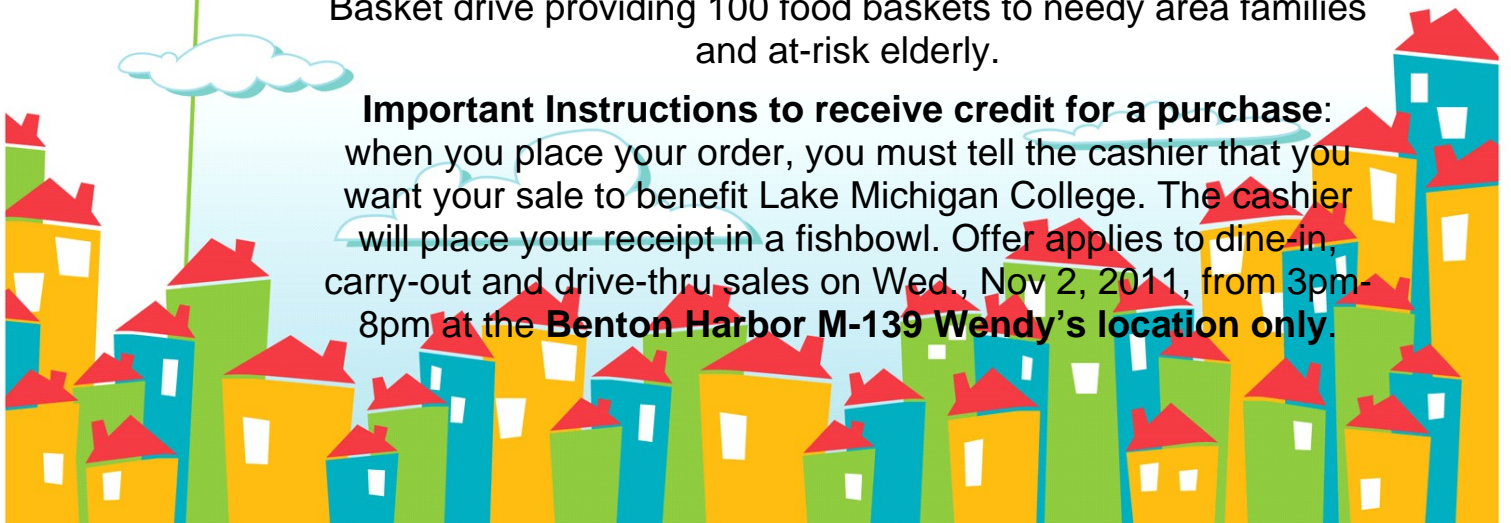 Basket drive providing 100 food baskets to needy area families
and at-risk elderly.
Important Instructions to receive credit for a purchase:
when you place your order, you must tell the cashier that you
want your sale to benefit Lake Michigan College. The cashier
will place your receipt in a fishbowl. Offer applies to dine-in,
carry-out and drive-thru sales on Wed., Nov 2, 2011, from 3pm-
8pm at the Benton Harbor M-139 Wendy's location only.